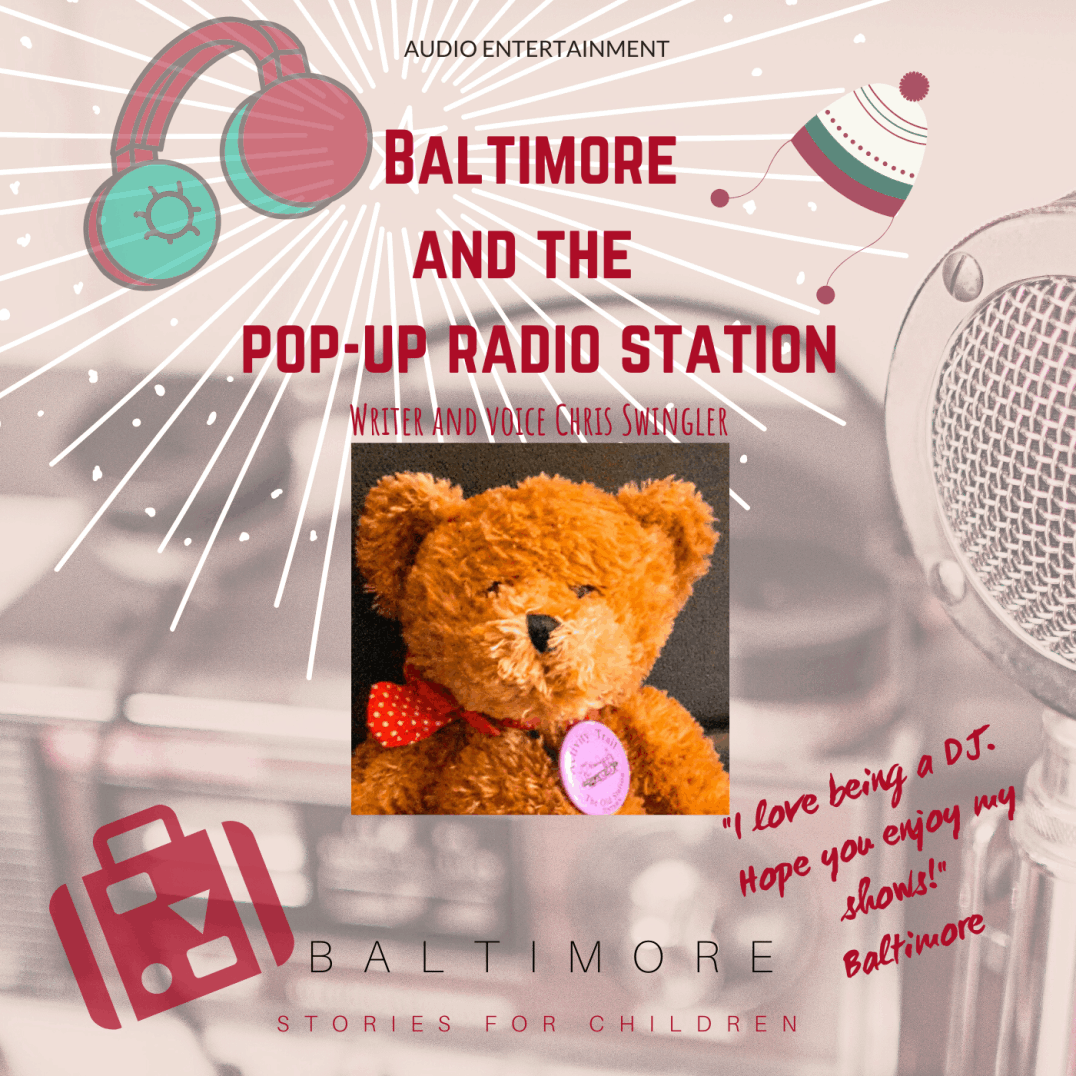 AUDIO ENTERTAINMENT
BALTIMORE
AND THE
POP-UP RADIO STATION
WRITER AND VOICE CHRIS SWINGLER
Trail
"I love being a DJ.
Hope you enjoy my
shows!"
Baltimore
BALTIMORE
STORIES FOR CHILDREN